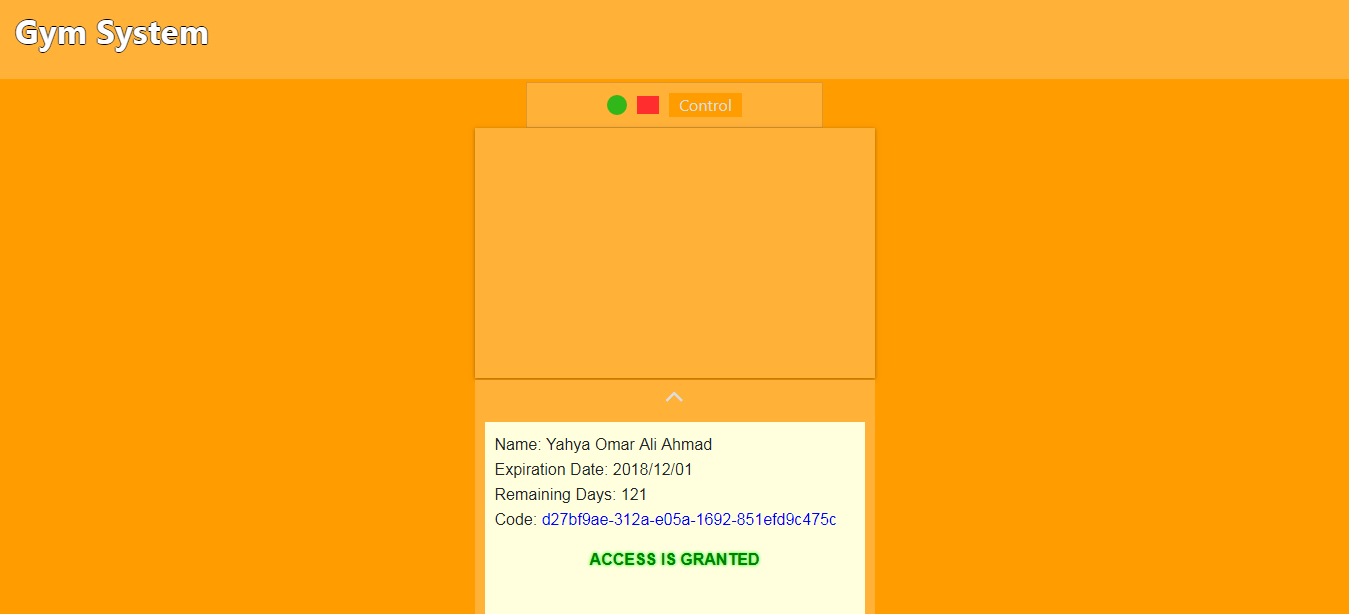 Gym System
Control
Name: Yahya Omar Ali Ahmad
Expiration Date: 2018/12/01
Remaining Days: 121
Code: d27bf9ae-312a-e05a-1692-851efd9c475c
ACCESS IS GRANTED